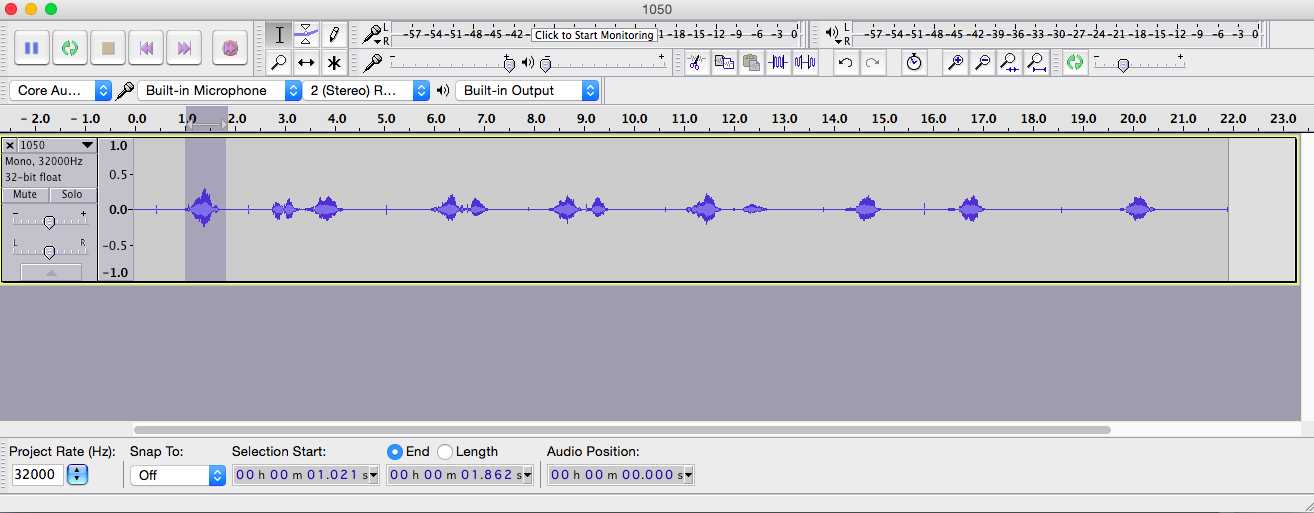 1050
L
R
-57 -54 -51 -48 -45 -42 - Click to Start Monitoring 1 -18 -15 -12 -9 -6 -3 0
L
R
-57 -54 -51 -48 -45 -42 -39 -36 -33 -30 -27 -24 -21 -18 -15 -12 -9 -6 -3 0
- + - +
- +
Core Au... Built-in Microphone 2 (Stereo) R... Built-in Output
- 2.0 - 1.0 0.0 1.0 2.0 3.0 4.0 5.0 6.0 7.0 8.0 9.0 10.0 11.0 12.0 13.0 14.0 15.0 16.0 17.0 18.0 19.0 20.0 21.0 22.0 23.0
1050
Mono, 32000Hz
32-bit float
Mute Solo
- +
L R
1.0
0.5-
0.0-
-0.5-
-1.0
Project Rate (Hz): Snap To: Selection Start: End Length Audio Position:
32000 Off 00 h 00 m 01.021 s 00 h 00 m 01.862 s 00 h 00 m 00.000 s